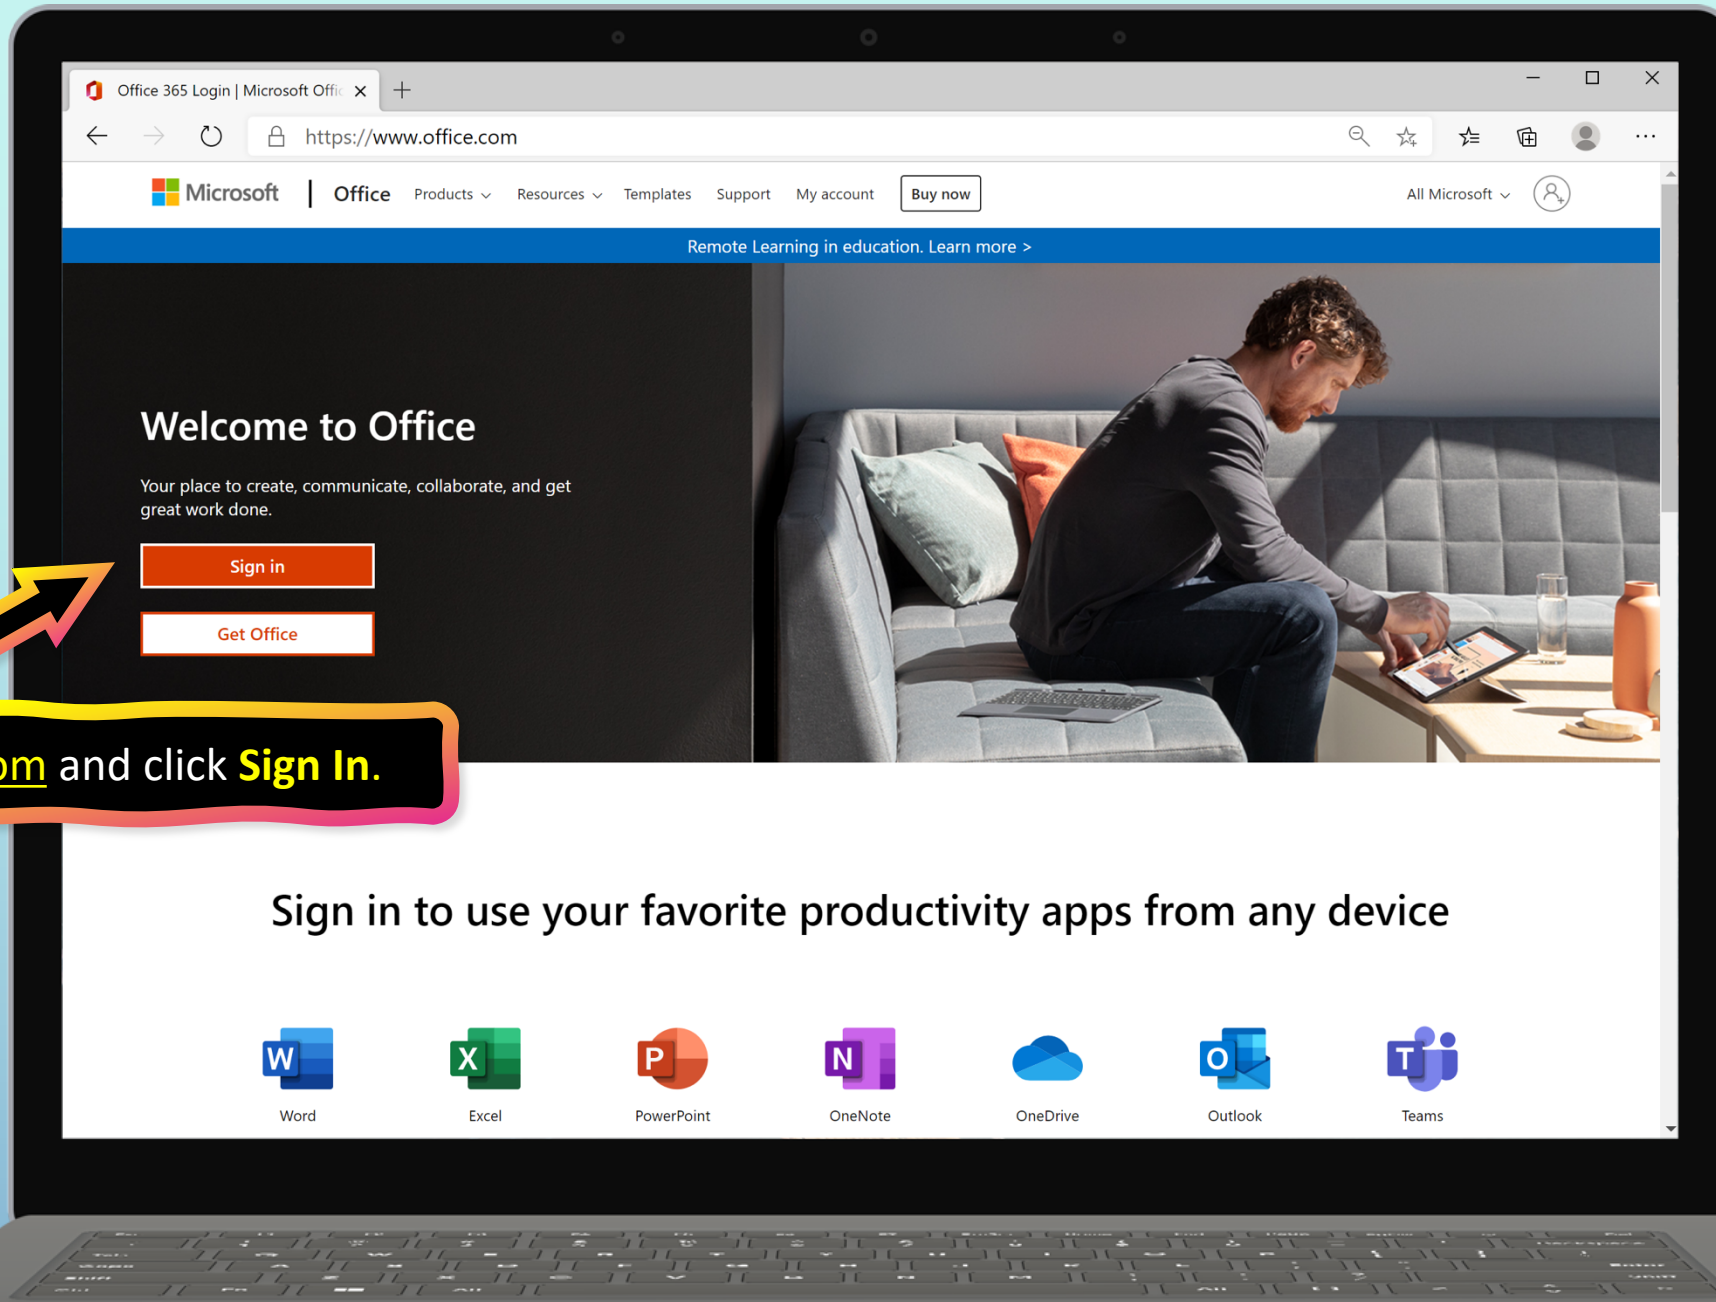 Office 365 Login | Microsoft Offic
https://www.office.com
Microsoft | Office Products Resources Templates Support My account Buy now All Microsoft
Remote Learning in education. Learn more >
Welcome to Office
Your place to create, communicate, collaborate, and get
great work done.
Sign in
Get Office
om and click Sign In.
Sign in to use your favorite productivity apps from any device
W X P N O T
Word Excel PowerPoint OneNote OneDrive Outlook Teams